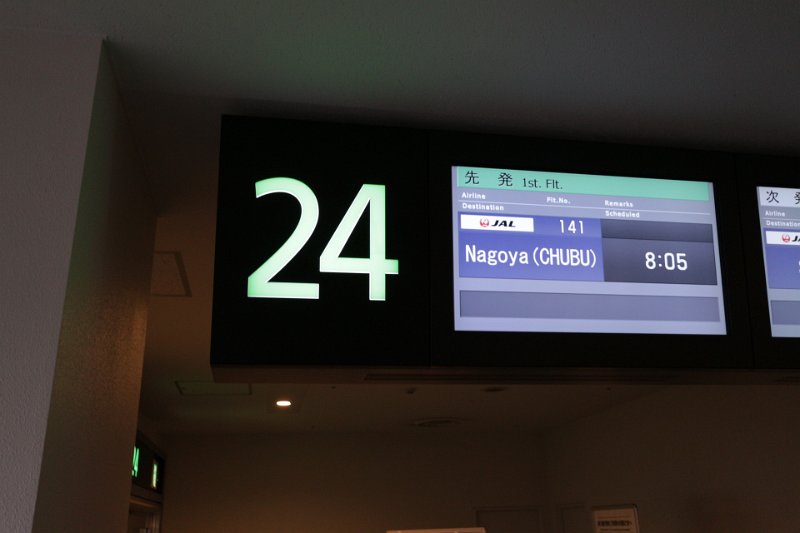 24
先 発 1st. Flt.
Airline Flt.No. Remarks
Destination Scheduled
JAL 141
Nagoya(CHUBU) 8:05
次
Airline
Destination
24